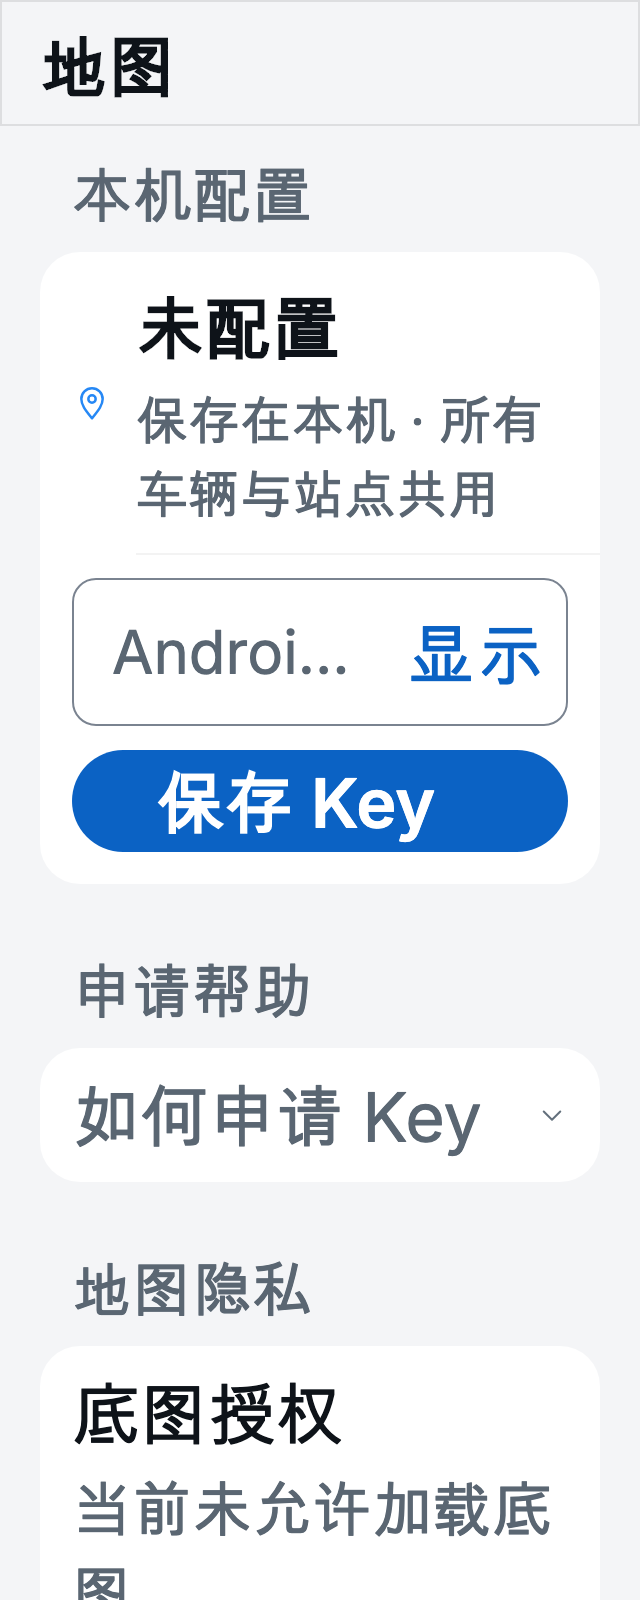 地图
本机配置
未配置
保存在本机 · 所有
车辆与站点共用
Androi... 显示
保存 Key
申请帮助
如何申请 Key
地图隐私
底图授权
当前未允许加载底
图